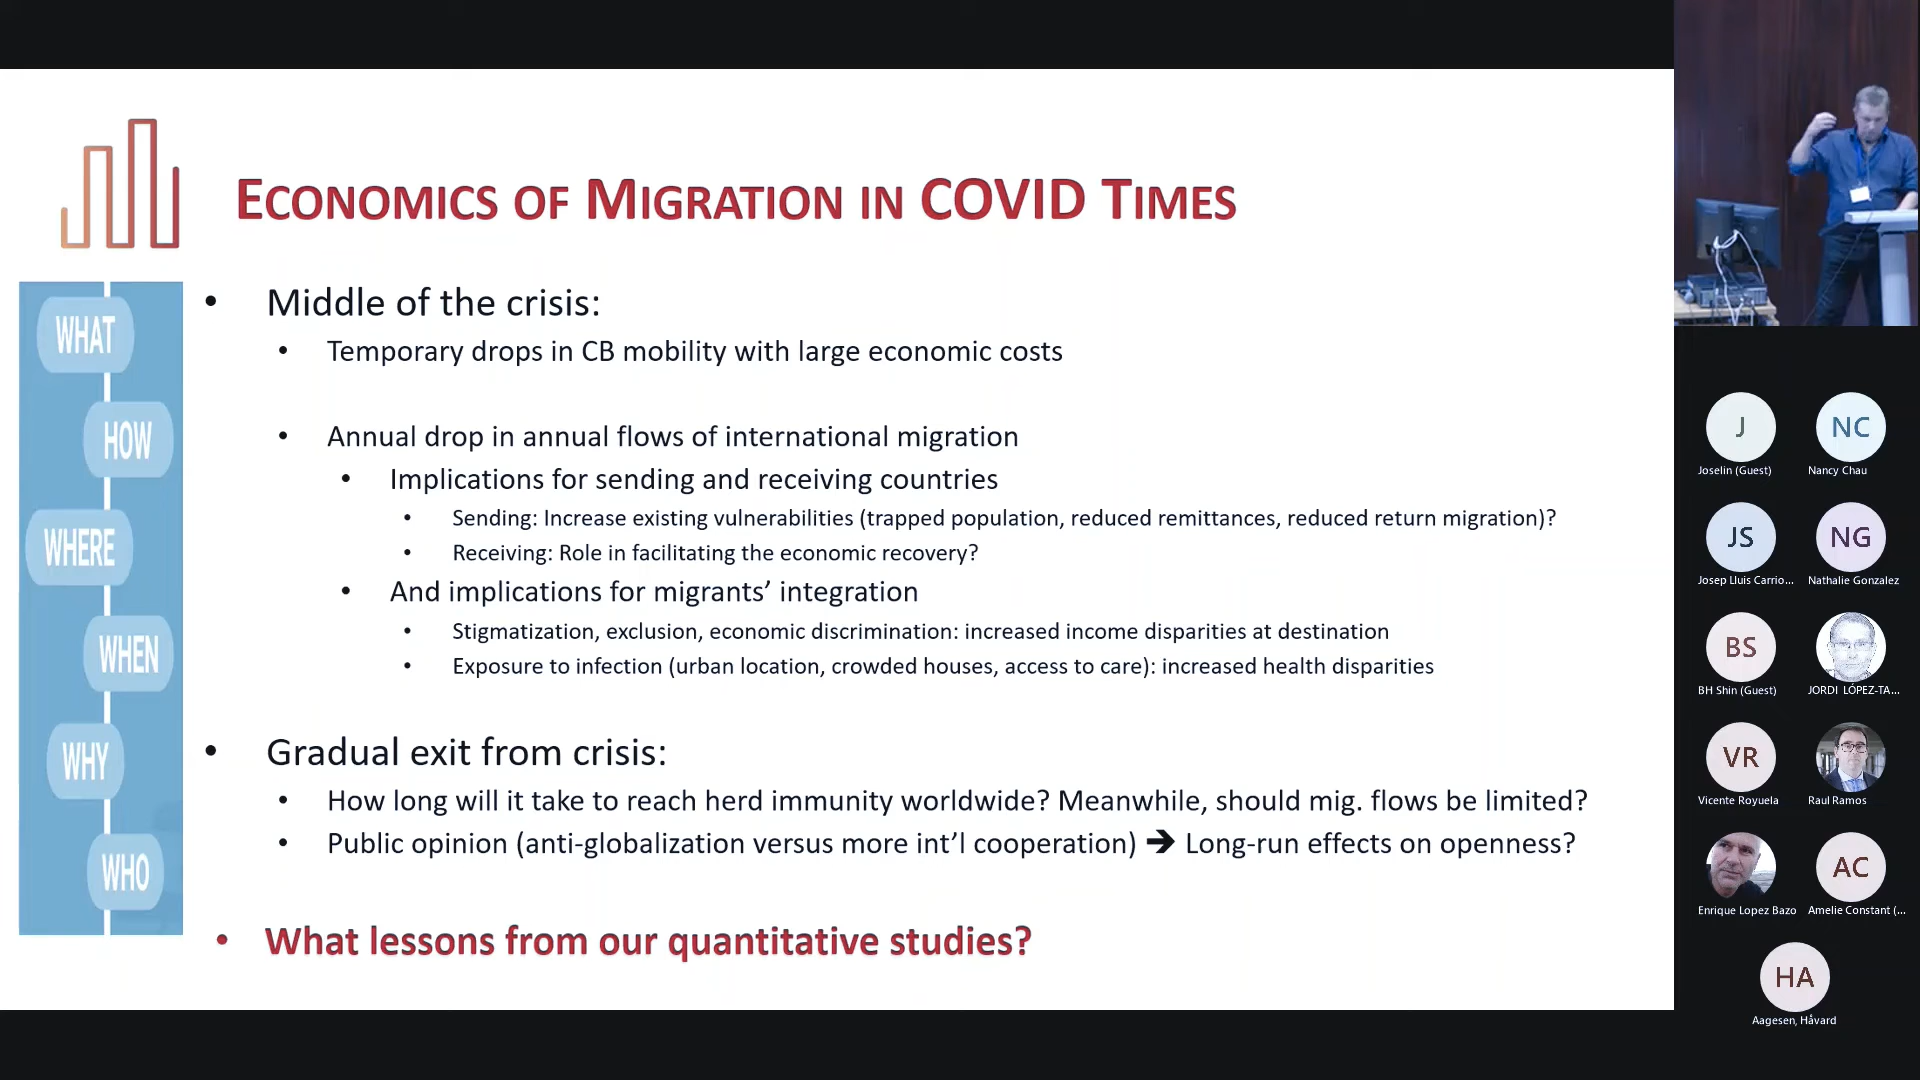 ECONOMICS OF MIGRATION IN COVID TIMES
WHAT
HOW
WHERE
WHEN
WHY
WHO
• Middle of the crisis:
• Temporary drops in CB mobility with large economic costs
• Annual drop in annual flows of international migration
• Implications for sending and receiving countries
• Sending: Increase existing vulnerabilities (trapped population, reduced remittances, reduced return migration)?
• Receiving: Role in facilitating the economic recovery?
• And implications for migrants’ integration
• Stigmatization, exclusion, economic discrimination: increased income disparities at destination
• Exposure to infection (urban location, crowded houses, access to care): increased health disparities
• Gradual exit from crisis:
• How long will it take to reach herd immunity worldwide? Meanwhile, should mig. flows be limited?
• Public opinion (anti-globalization versus more int’l cooperation) ➔ Long-run effects on openness?
• What lessons from our quantitative studies?
J
Joselin (Guest)
NC
Nancy Chau
JS
Josep Lluis Carrio...
NG
Nathalie Gonzalez
BS
BH Shin (Guest)
JORDI LÓPEZ-TA...
VR
Vicente Royuela
Raul Ramos
Enrique Lopez Bazo
AC
Amelie Constant (...
HA
Aagesen, Håvard